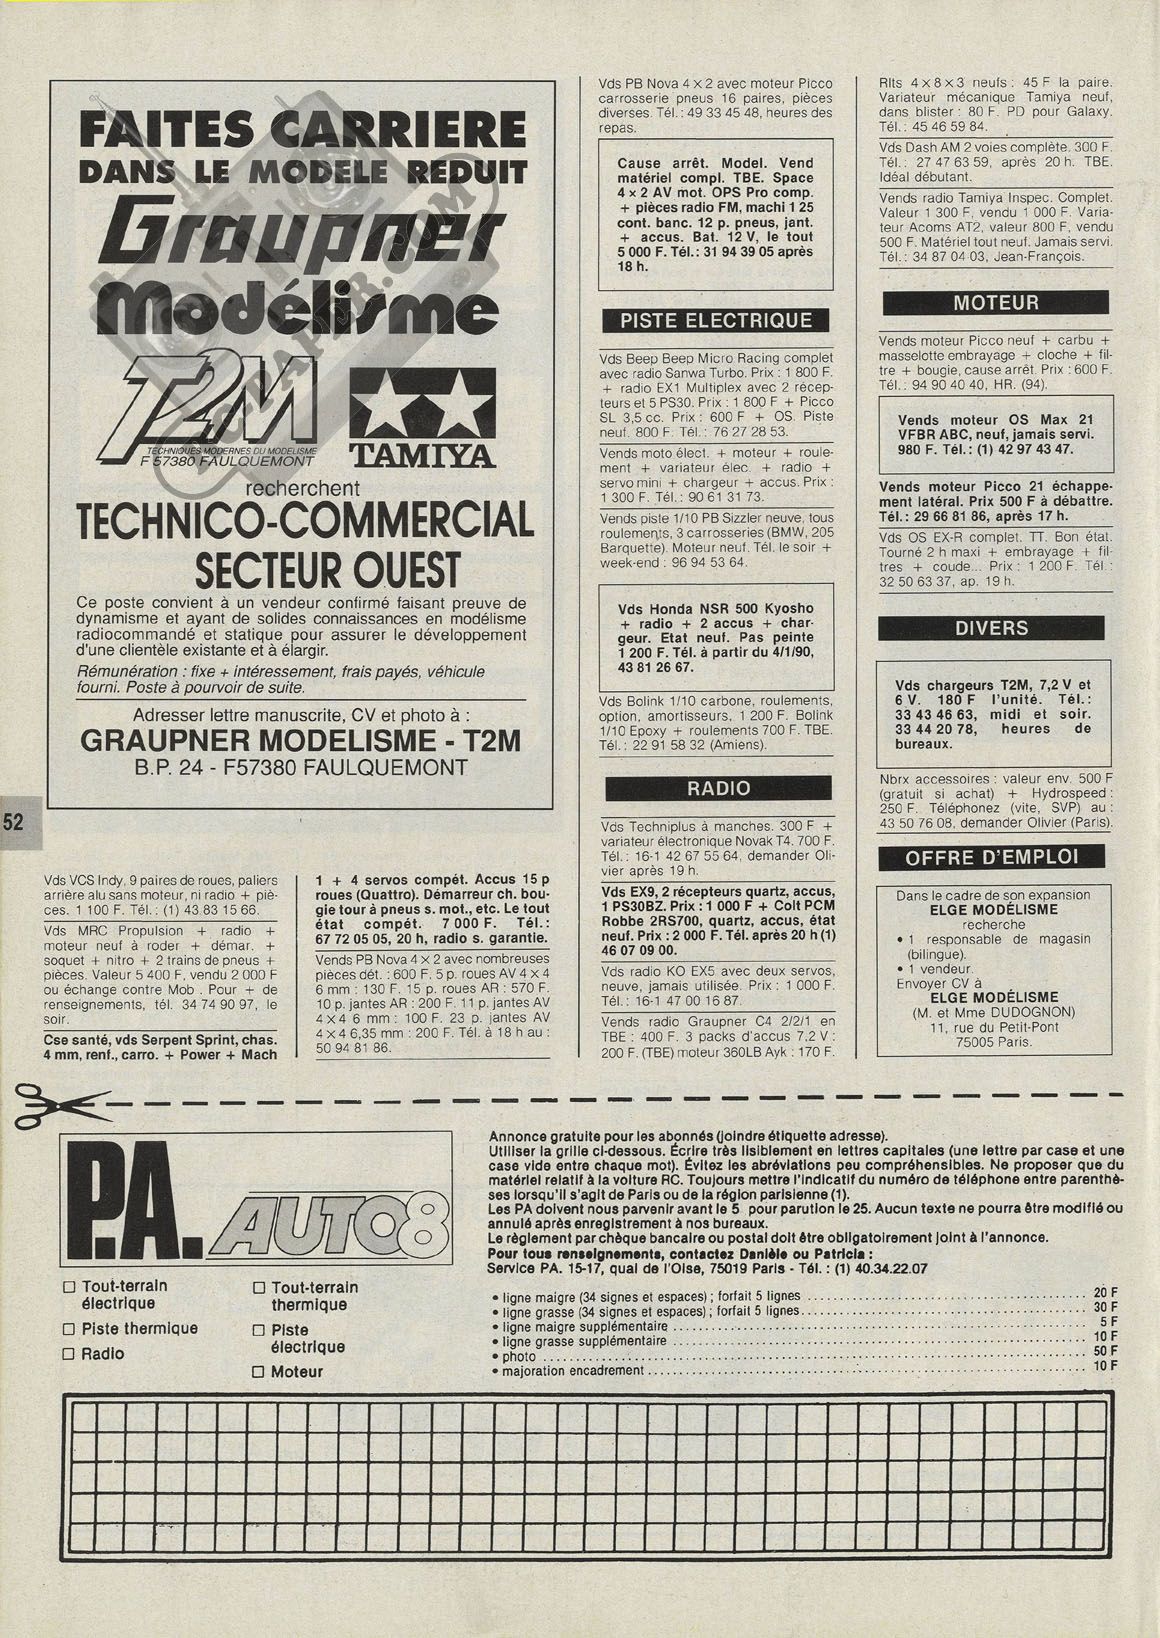 FAITES CARRIERE
DANS LE MODELE REDUIT
Graupner
Modélisme
T2M
TECHNIQUES MODERNES DU MODELISME
F 57380 FAULQUEMONT
TAMIYA
recherchent
TECHNICO-COMMERCIAL
SECTEUR OUEST
Ce poste convient à un vendeur confirmé faisant preuve de
dynamisme et ayant de solides connaissances en modélisme
radiocommandé et statique pour assurer le développement
d'une clientèle existante et à élargir.
Rémunération : fixe + intéressement, frais payés, véhicule
fourni. Poste à pourvoir de suite.
Adresser lettre manuscrite, CV et photo à :
GRAUPNER MODELISME - T2M
B.P. 24 - F57380 FAULQUEMONT
52
Vds VCS Indy, 9 paires de roues, paliers
arrière alu sans moteur, ni radio + piè-
ces. 1 100 F. Tél. : (1) 43 83 15 66.
Vds MRC Propulsion + radio +
moteur neuf à roder + démar. +
soquet + nitro + 2 trains de pneus +
pièces. Valeur 5 400 F, vendu 2 000 F
ou échange contre Mob . Pour + de
renseignements, tél. 34 74 90 97, le
soir.
Cse santé, vds Serpent Sprint, chas.
4 mm, renf., carro. + Power + Mach
1 + 4 servos compét. Accus 15 p
roues (Quattro). Démarreur ch. bou-
gie tour à pneus s. mot., etc. Le tout
état compét. 7 000 F. Tél. :
67 72 05 05, 20 h, radio s. garantie.
Vends PB Nova 4 × 2 avec nombreuses
pièces dét. : 600 F. 5 p. roues AV 4 × 4
6 mm : 130 F. 15 p. roues AR : 570 F.
10 p. jantes AR : 200 F. 11 p. jantes AV
4 × 4 6 mm : 100 F. 23 p. jantes AV
4 × 4 6,35 mm : 200 F. Tél. à 18 h au :
50 94 81 86.
Vds PB Nova 4 × 2 avec moteur Picco
carrosserie pneus 16 paires, pièces
diverses. Tél. : 49 33 45 48, heures des
repas.
Cause arrêt. Model. Vend
matériel compl. TBE. Space
4 × 2 AV mot. OPS Pro comp.
+ pièces radio FM, machi 1 25
cont. banc. 12 p. pneus, jant.
+ accus. Bat. 12 V, le tout
5 000 F. Tél. : 31 94 39 05 après
18 h.
PISTE ELECTRIQUE
Vds Beep Beep Micro Racing complet
avec radio Sanwa Turbo. Prix : 1 800 F.
+ radio EX1 Multiplex avec 2 récep-
teurs et 5 PS30. Prix : 1 800 F + Picco
SL 3,5 cc. Prix : 600 F + OS. Piste
neuf. 800 F. Tél. : 76 27 28 53.
Vends moto élect. + moteur + roule-
ment + variateur élec. + radio +
servo mini + chargeur + accus. Prix :
1 300 F. Tél. : 90 61 31 73.
Vends piste 1/10 PB Sizzler neuve, tous
roulements, 3 carrosseries (BMW, 205
Barquette). Moteur neuf. Tél. le soir +
week-end : 96 94 53 64.
Vds Honda NSR 500 Kyosho
+ radio + 2 accus + char-
geur. Etat neuf. Pas peinte
1 200 F. Tél. à partir du 4/1/90,
43 81 26 67.
Vds Bolink 1/10 carbone, roulements,
option, amortisseurs. 1 200 F. Bolink
1/10 Epoxy + roulements 700 F. TBE.
Tél. : 22 91 58 32 (Amiens).
RADIO
Vds Techniplus à manches. 300 F +
variateur électronique Novak T4. 700 F.
Tél. : 16-1 42 67 55 64, demander Oli-
vier après 19 h.
Vds EX9, 2 récepteurs quartz, accus,
1 PS30BZ. Prix : 1 000 F + Colt PCM
Robbe 2RS700, quartz, accus, état
neuf. Prix : 2 000 F. Tél. après 20 h (1)
46 07 09 00.
Vds radio KO EX5 avec deux servos,
neuve, jamais utilisée. Prix : 1 000 F.
Tél. : 16-1 47 00 16 87.
Vends radio Graupner C4 2/2/1 en
TBE : 400 F. 3 packs d'accus 7,2 V :
200 F. (TBE) moteur 360LB Ayk : 170 F.
Rlts 4 × 8 × 3 neufs : 45 F la paire.
Variateur mécanique Tamiya neuf,
dans blister : 80 F. PD pour Galaxy.
Tél. : 45 46 59 84.
Vds Dash AM 2 voies complète. 300 F.
Tél. : 27 47 63 59, après 20 h. TBE.
Idéal débutant.
Vends radio Tamiya Inspec. Complet.
Valeur 1 300 F, vendu 1 000 F. Varia-
teur Acoms AT2, valeur 800 F, vendu
500 F. Matériel tout neuf. Jamais servi.
Tél. : 34 87 04 03, Jean-François.
MOTEUR
Vends moteur Picco neuf + carbu +
masselotte embrayage + cloche + fil-
tre + bougie, cause arrêt. Prix : 600 F.
Tél. : 94 90 40 40, HR. (94).
Vends moteur OS Max 21
VFBR ABC, neuf, jamais servi.
980 F. Tél. : (1) 42 97 43 47.
Vends moteur Picco 21 échappe-
ment latéral. Prix 500 F à débattre.
Tél. : 29 66 81 86, après 17 h.
Vds OS EX-R complet. TT. Bon état.
Tourné 2 h maxi + embrayage + fil-
tres + coude... Prix : 1 200 F. Tél. :
32 50 63 37, ap. 19 h.
DIVERS
Vds chargeurs T2M, 7,2 V et
6 V. 180 F l'unité. Tél. :
33 43 46 63, midi et soir.
33 44 20 78, heures de
bureaux.
Nbrx accessoires : valeur env. 500 F
(gratuit si achat) + Hydrospeed :
250 F. Téléphonez (vite, SVP) au :
43 50 76 08, demander Olivier (Paris).
OFFRE D'EMPLOI
Dans le cadre de son expansion
ELGE MODÉLISME
recherche
• 1 responsable de magasin
(bilingue).
• 1 vendeur.
Envoyer CV à
ELGE MODÉLISME
(M. et Mme DUDOGNON)
11, rue du Petit-Pont
75005 Paris.
P.A. AUTO8
Tout-terrain
électrique
Piste thermique
Radio
Tout-terrain
thermique
Piste
électrique
Moteur
Annonce gratuite pour les abonnés (joindre étiquette adresse).
Utiliser la grille ci-dessous. Écrire très lisiblement en lettres capitales (une lettre par case et une
case vide entre chaque mot). Évitez les abréviations peu compréhensibles. Ne proposer que du
matériel relatif à la voiture RC. Toujours mettre l'indicatif du numéro de téléphone entre parenthè-
ses lorsqu'il s'agit de Paris ou de la région parisienne (1).
Les PA doivent nous parvenir avant le 5 pour parution le 25. Aucun texte ne pourra être modifié ou
annulé après enregistrement à nos bureaux.
Le règlement par chèque bancaire ou postal doit être obligatoirement joint à l'annonce.
Pour tous renseignements, contactez Danièle ou Patricia :
Service PA. 15-17, quai de l'Oise, 75019 Paris - Tél. : (1) 40.34.22.07
• ligne maigre (34 signes et espaces) ; forfait 5 lignes 20 F
• ligne grasse (34 signes et espaces) ; forfait 5 lignes 30 F
• ligne maigre supplémentaire 5 F
• ligne grasse supplémentaire 10 F
• photo 50 F
• majoration encadrement 10 F